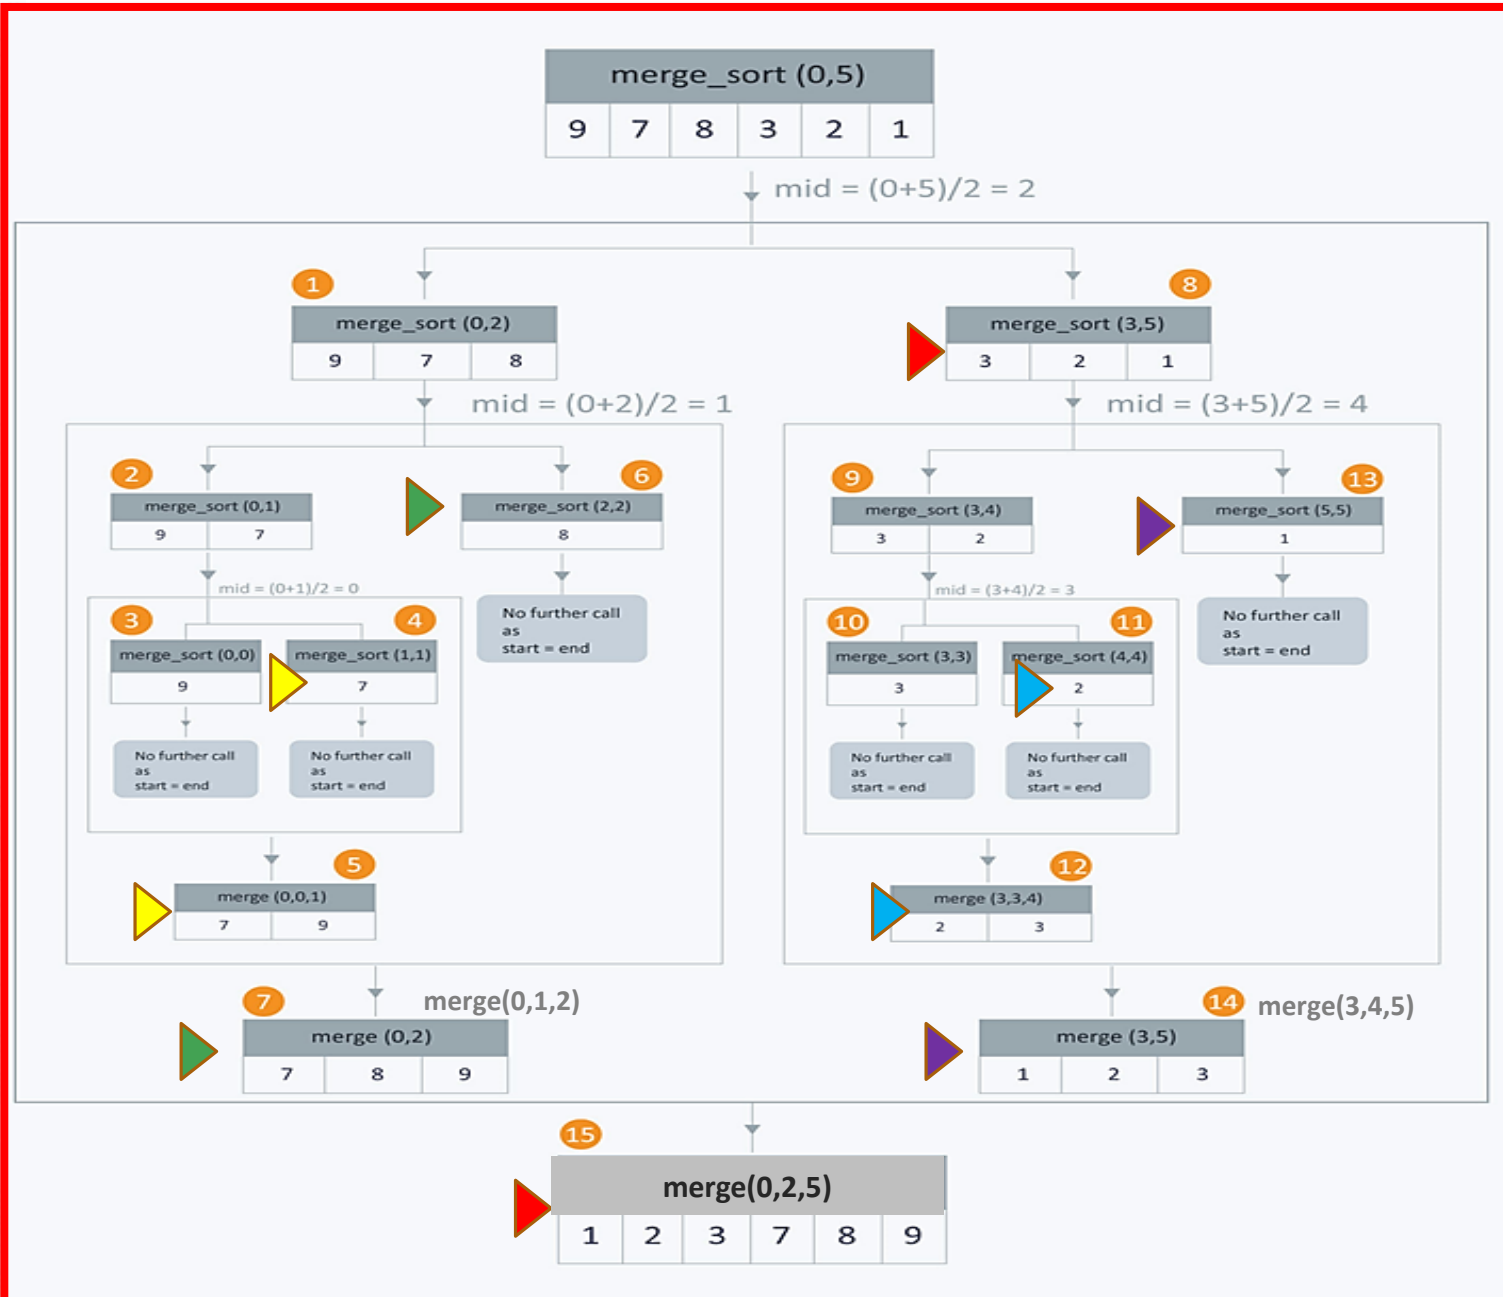 merge_sort (0,5)
9 7 8 3 2 1
mid = (0+5)/2 = 2
1
merge_sort (0,2)
9 7 8
mid = (0+2)/2 = 1
2
merge_sort (0,1)
9 7
mid = (0+1)/2 = 0
3
merge_sort (0,0)
9
No further call
as
start = end
4
merge_sort (1,1)
7
No further call
as
start = end
5
merge (0,0,1)
7 9
6
merge_sort (2,2)
8
No further call
as
start = end
7
merge(0,1,2)
merge (0,2)
7 8 9
8
merge_sort (3,5)
3 2 1
mid = (3+5)/2 = 4
9
merge_sort (3,4)
3 2
mid = (3+4)/2 = 3
10
merge_sort (3,3)
3
No further call
as
start = end
11
merge_sort (4,4)
2
No further call
as
start = end
12
merge (3,3,4)
2 3
13
merge_sort (5,5)
1
No further call
as
start = end
14
merge(3,4,5)
merge (3,5)
1 2 3
15
merge(0,2,5)
1 2 3 7 8 9